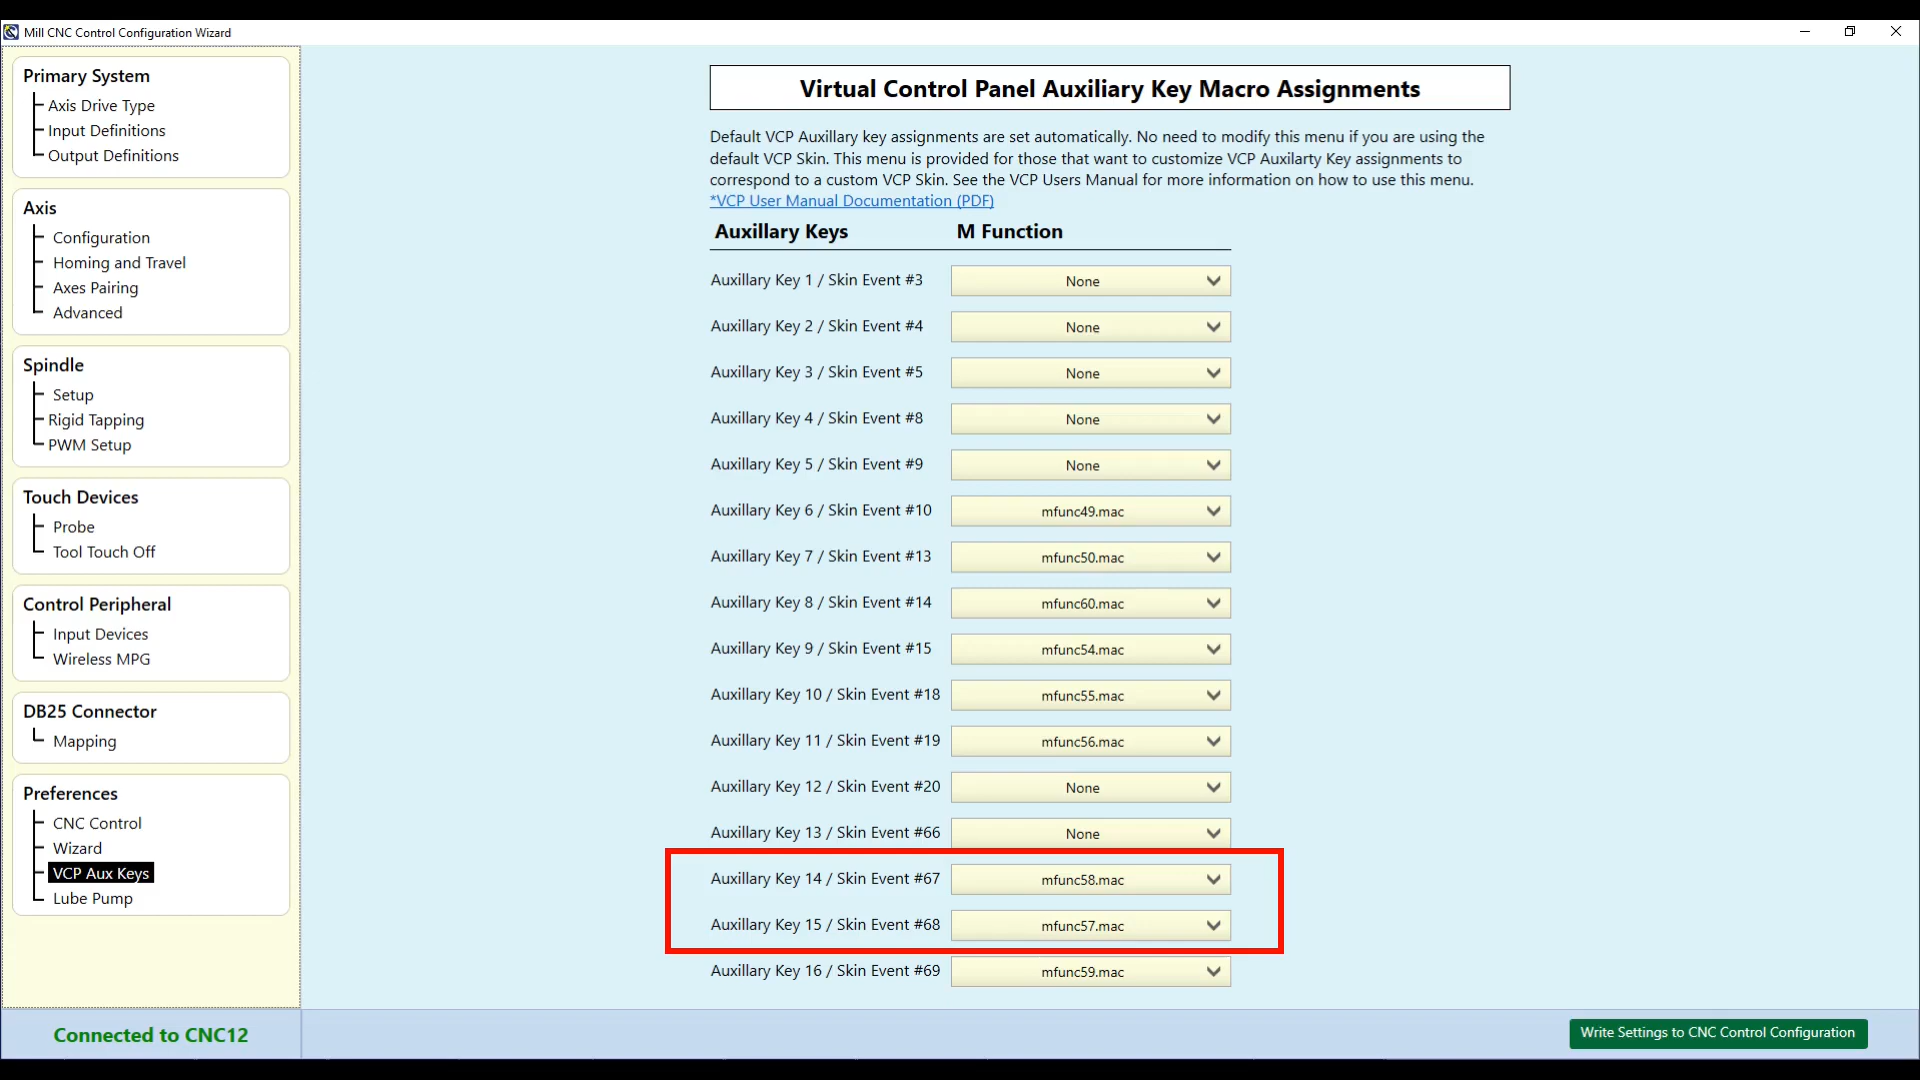 Mill CNC Control Configuration Wizard
Primary System
Axis Drive Type
Input Definitions
Output Definitions
Axis
Configuration
Homing and Travel
Axes Pairing
Advanced
Spindle
Setup
Rigid Tapping
PWM Setup
Touch Devices
Probe
Tool Touch Off
Control Peripheral
Input Devices
Wireless MPG
DB25 Connector
Mapping
Preferences
CNC Control
Wizard
VCP Aux Keys
Lube Pump
Connected to CNC12
Virtual Control Panel Auxiliary Key Macro Assignments
Default VCP Auxillary key assignments are set automatically. No need to modify this menu if you are using the
default VCP Skin. This menu is provided for those that want to customize VCP Auxilarty Key assignments to
correspond to a custom VCP Skin. See the VCP Users Manual for more information on how to use this menu.
*VCP User Manual Documentation (PDF)
Auxillary Keys M Function
Auxillary Key 1 / Skin Event #3 None
Auxillary Key 2 / Skin Event #4 None
Auxillary Key 3 / Skin Event #5 None
Auxillary Key 4 / Skin Event #8 None
Auxillary Key 5 / Skin Event #9 None
Auxillary Key 6 / Skin Event #10 mfunc49.mac
Auxillary Key 7 / Skin Event #13 mfunc50.mac
Auxillary Key 8 / Skin Event #14 mfunc60.mac
Auxillary Key 9 / Skin Event #15 mfunc54.mac
Auxillary Key 10 / Skin Event #18 mfunc55.mac
Auxillary Key 11 / Skin Event #19 mfunc56.mac
Auxillary Key 12 / Skin Event #20 None
Auxillary Key 13 / Skin Event #66 None
Auxillary Key 14 / Skin Event #67 mfunc58.mac
Auxillary Key 15 / Skin Event #68 mfunc57.mac
Auxillary Key 16 / Skin Event #69 mfunc59.mac
Write Settings to CNC Control Configuration